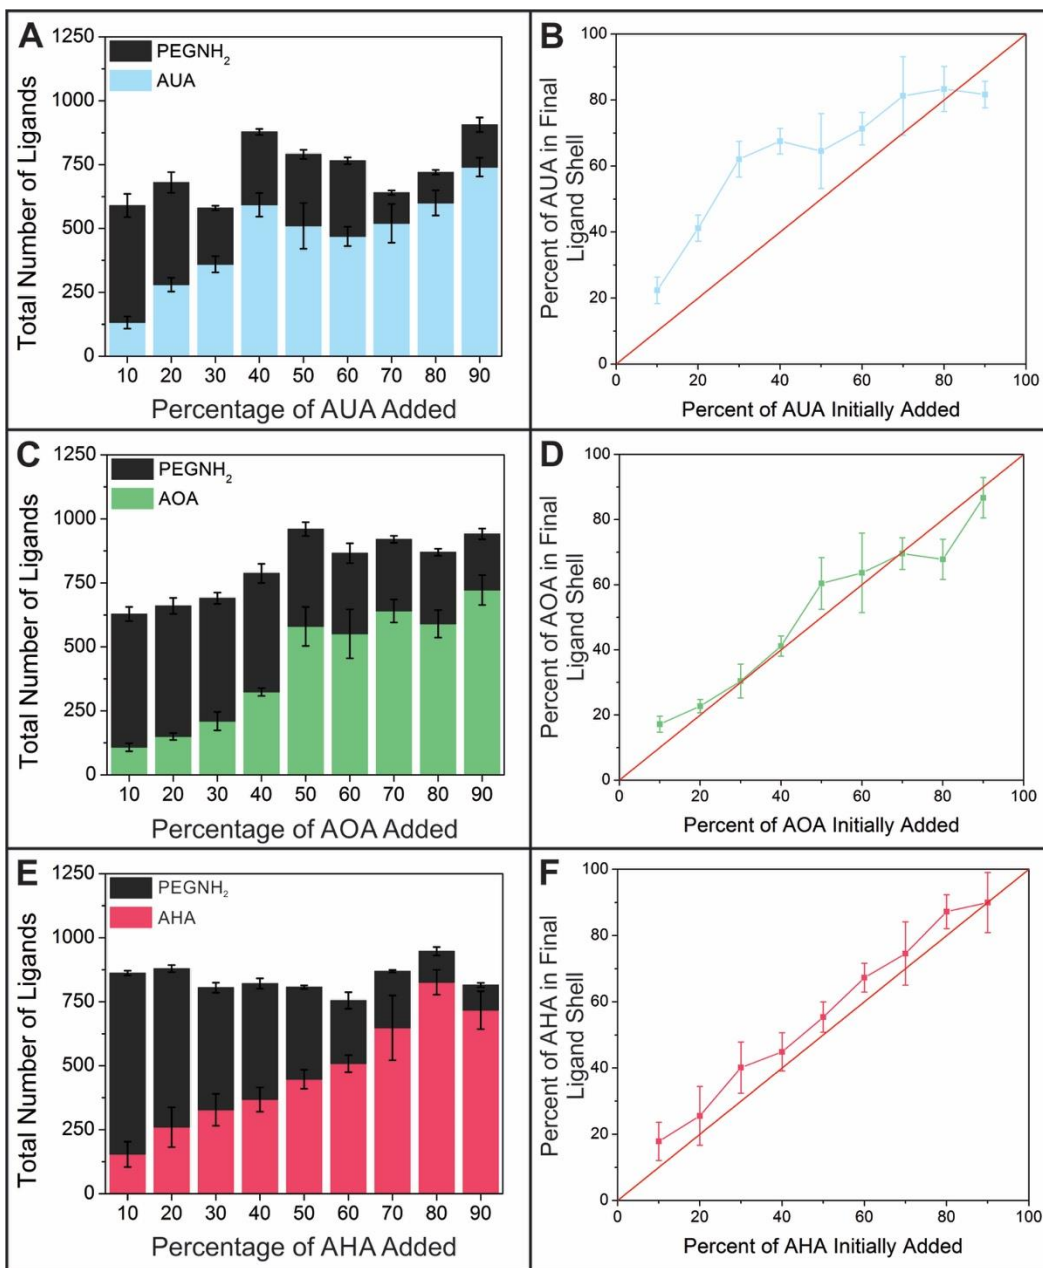 A
PEGNH₂
AUA
1250
1000
750
500
250
0
Total Number of Ligands
10 20 30 40 50 60 70 80 90
Percentage of AUA Added
B
100
80
60
40
20
0
Percent of AUA in Final
Ligand Shell
0 20 40 60 80 100
Percent of AUA Initially Added
C
PEGNH₂
AOA
1250
1000
750
500
250
0
Total Number of Ligands
10 20 30 40 50 60 70 80 90
Percentage of AOA Added
D
100
80
60
40
20
0
Percent of AOA in Final
Ligand Shell
0 20 40 60 80 100
Percent of AOA Initially Added
E
PEGNH₂
AHA
1250
1000
750
500
250
0
Total Number of Ligands
10 20 30 40 50 60 70 80 90
Percentage of AHA Added
F
100
80
60
40
20
0
Percent of AHA in Final
Ligand Shell
0 20 40 60 80 100
Percent of AHA Initially Added